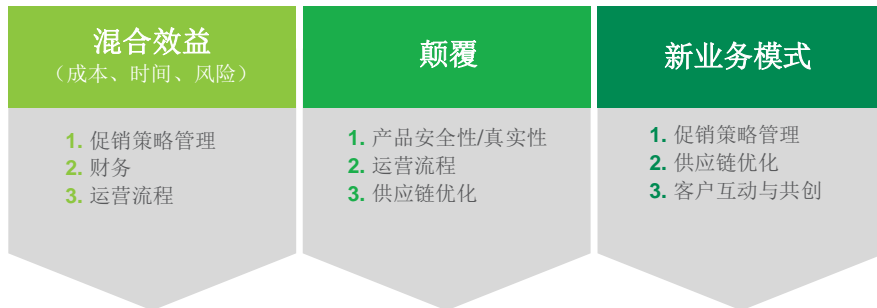 混合效益
（成本、时间、风险）
1. 促销策略管理
2. 财务
3. 运营流程
颠覆
1. 产品安全性/真实性
2. 运营流程
3. 供应链优化
新业务模式
1. 促销策略管理
2. 供应链优化
3. 客户互动与共创